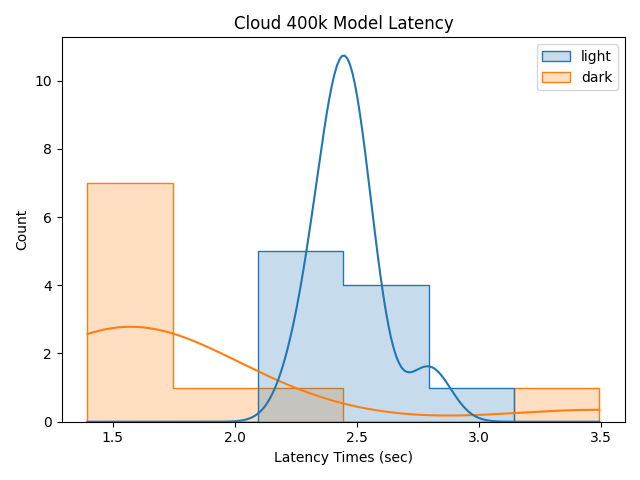 Cloud 400k Model Latency
light
dark
Count
10
8
6
4
2
0
1.5 2.0 2.5 3.0 3.5
Latency Times (sec)